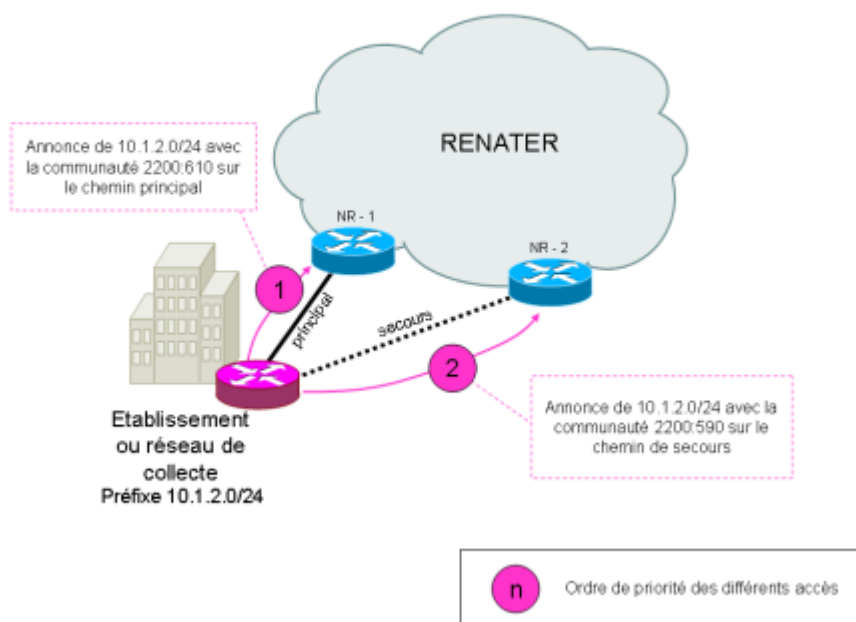 RENATER
Annonce de 10.1.2.0/24 avec
la communauté 2200:610 sur
le chemin principal
NR - 1
NR - 2
1
principal
secours
2
Etablissement
ou réseau de
collecte
Préfixe 10.1.2.0/24
Annonce de 10.1.2.0/24 avec la
communauté 2200:590 sur le
chemin de secours
n
Ordre de priorité des différents accès